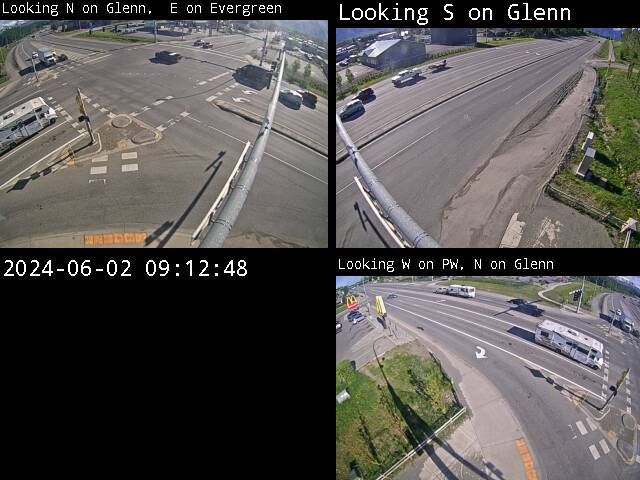 Looking N on Glenn,  E on Evergreen
Looking S on Glenn
2024-06-02 09:12:48
Looking W on PW, N on Glenn